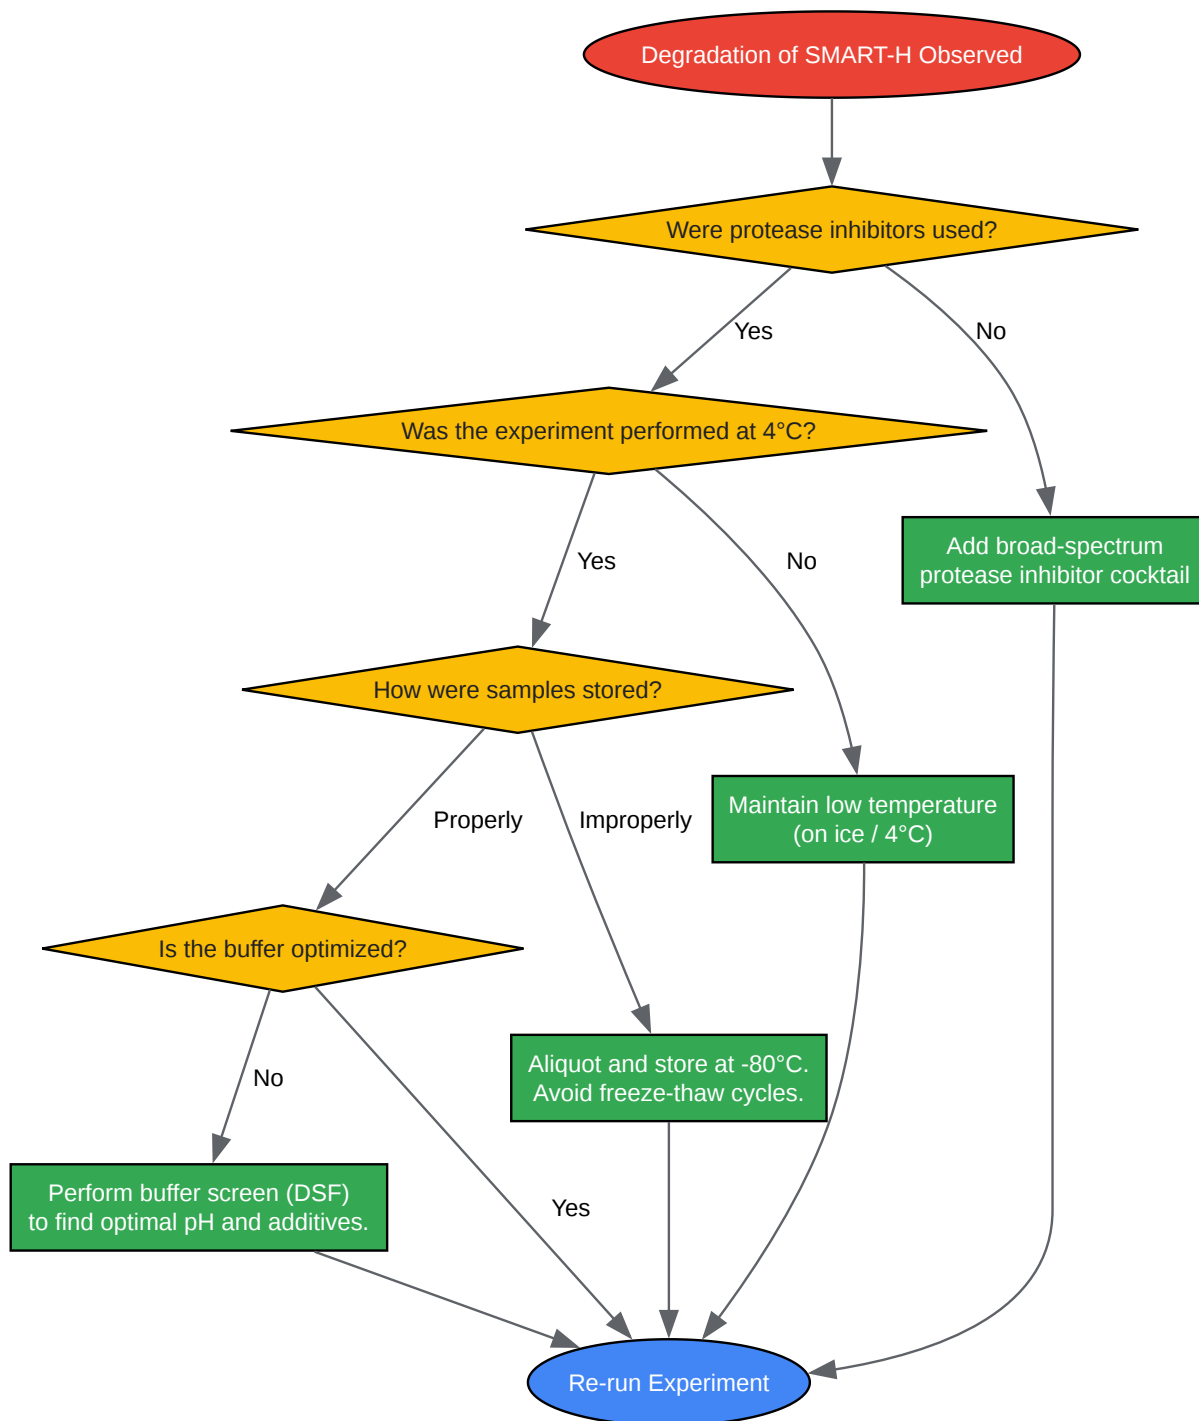 Degradation of SMART-H Observed
Were protease inhibitors used?
Yes
No
Was the experiment performed at 4°C?
Yes
No
Add broad-spectrum
protease inhibitor cocktail
How were samples stored?
Properly
Improperly
Maintain low temperature
(on ice / 4°C)
Is the buffer optimized?
No
Yes
Aliquot and store at -80°C.
Avoid freeze-thaw cycles.
Perform buffer screen (DSF)
to find optimal pH and additives.
Re-run Experiment